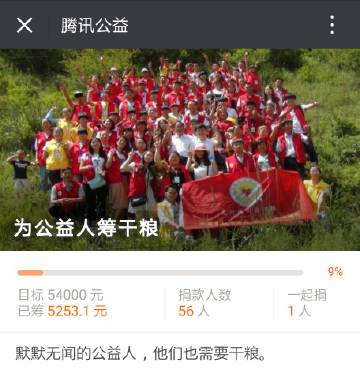 腾讯公益
为公益人筹干粮
9%
目标 54000 元
已筹 5253.1 元
捐款人数
56 人
一起捐
1 人
默默无闻的公益人，他们也需要干粮。